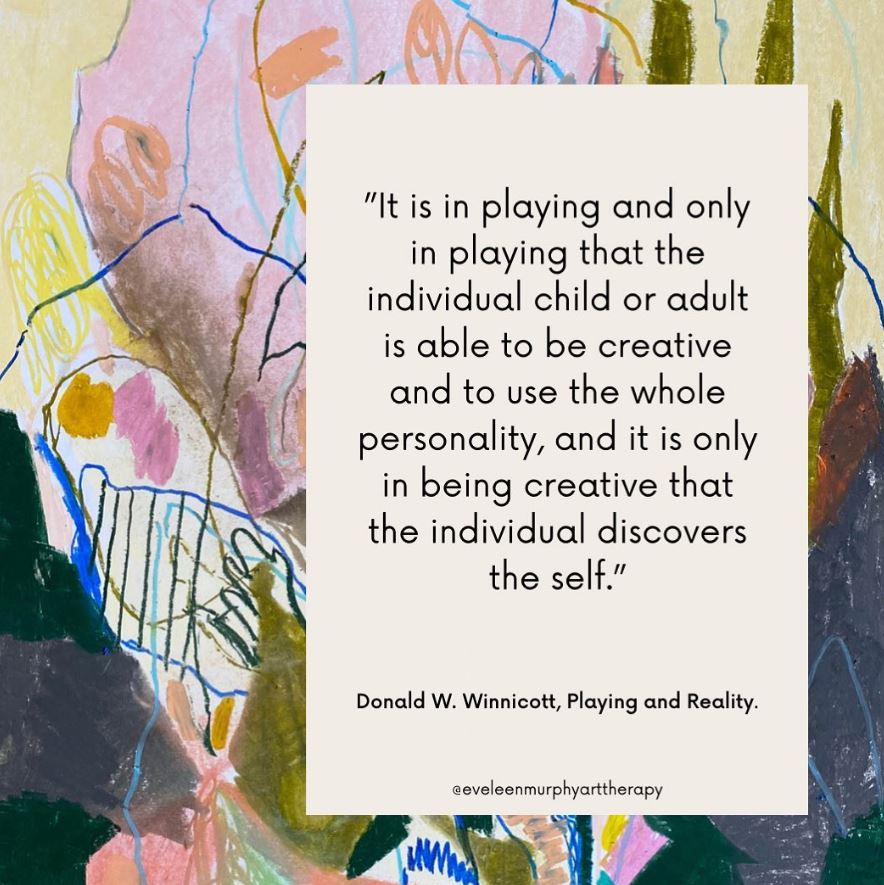 "It is in playing and only
in playing that the
individual child or adult
is able to be creative
and to use the whole
personality, and it is only
in being creative that
the individual discovers
the self."
Donald W. Winnicott, Playing and Reality.
@eveleenmurphyarttherapy